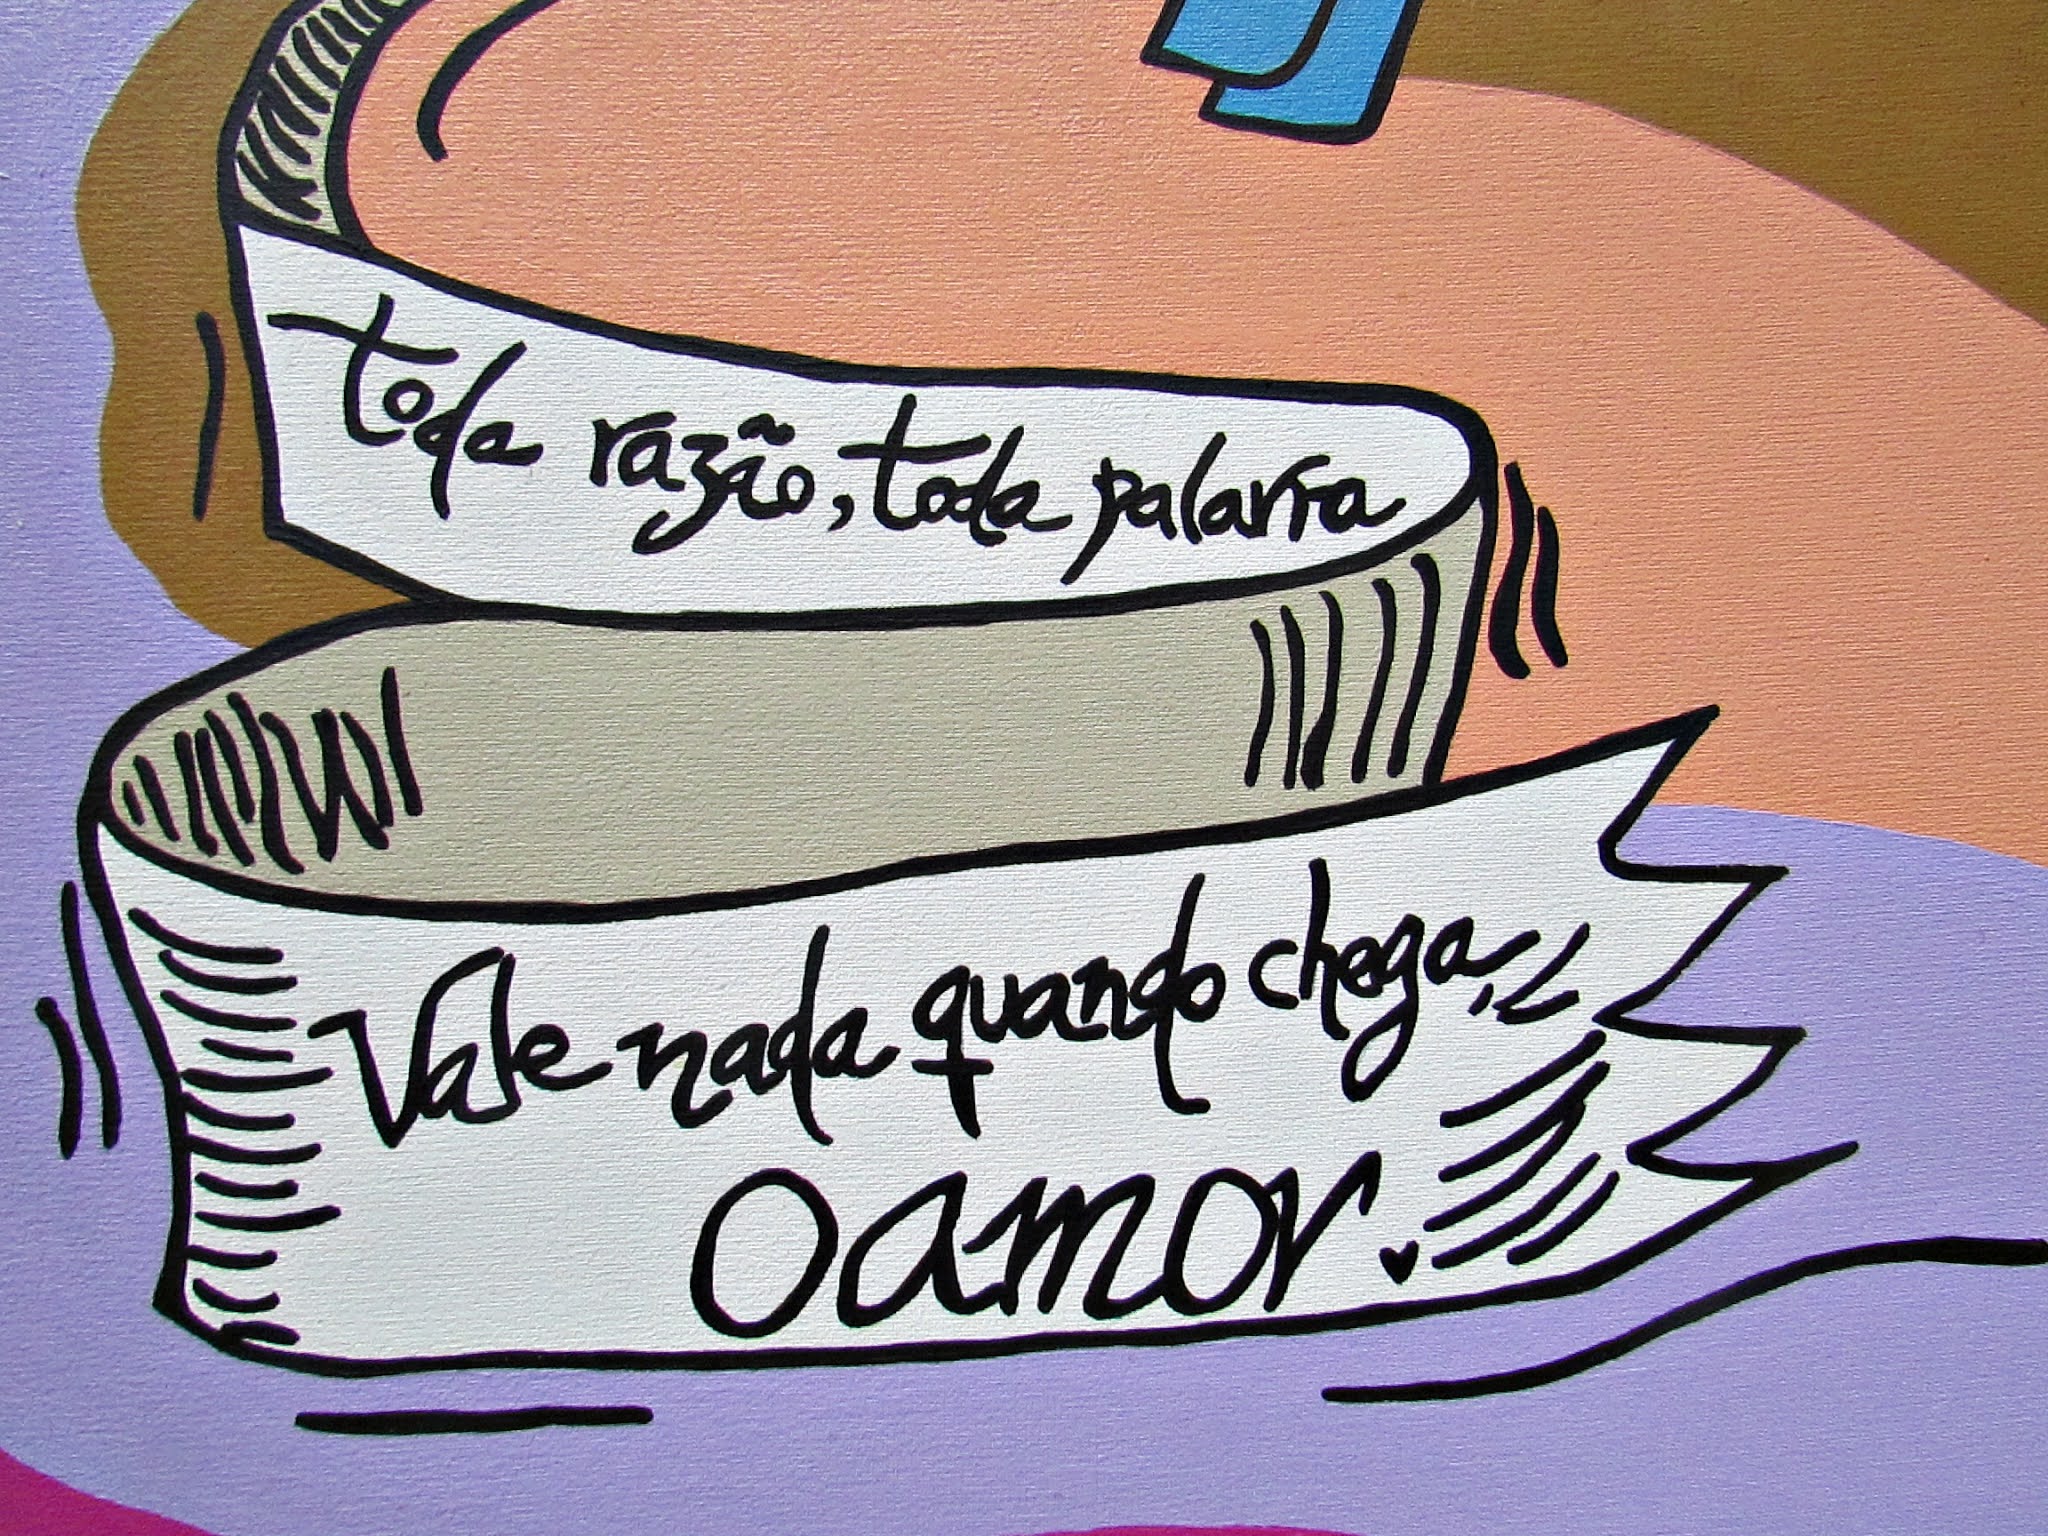 toda razão, toda palavra
Vale nada quando chega,
o amor.